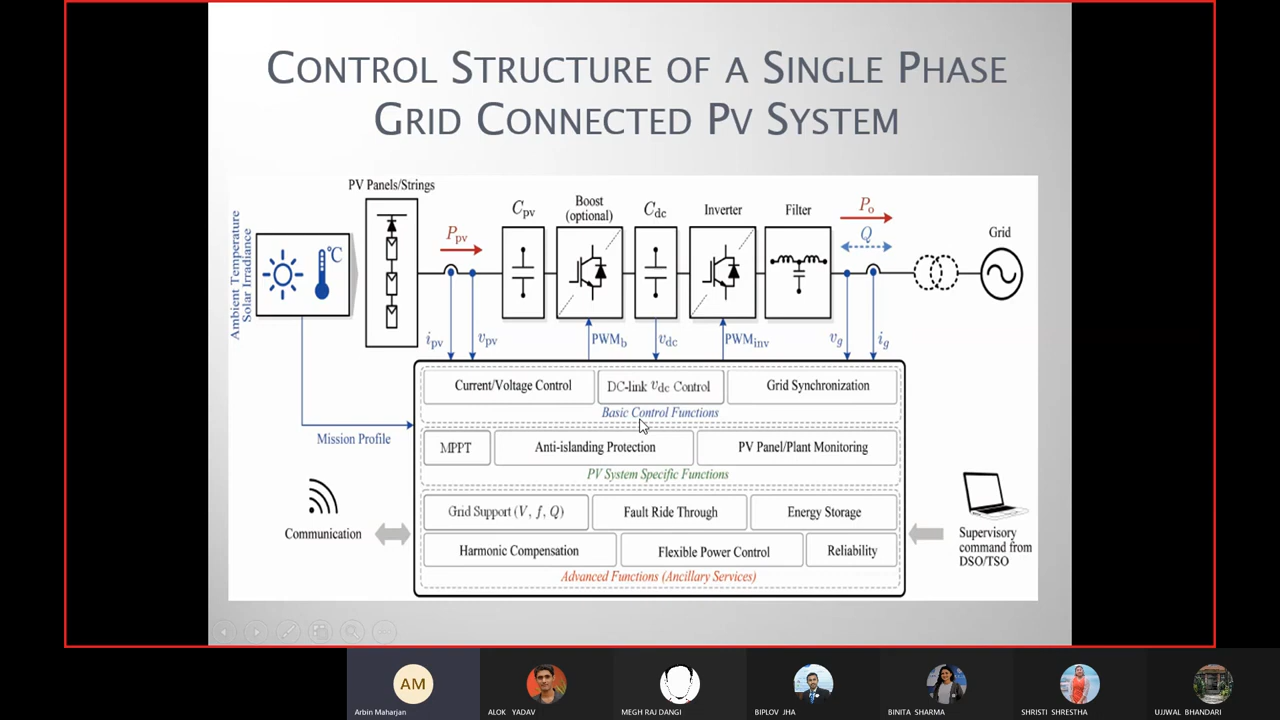 CONTROL STRUCTURE OF A SINGLE PHASE
GRID CONNECTED PV SYSTEM
PV Panels/Strings
Ambient Temperature
Solar Irradiance
°C
Ppv
Cpv
Boost
(optional)
Cdc
Inverter
Filter
Po
Q
Grid
ipv
vpv
PWMb
vdc
PWMinv
vg
ig
Current/Voltage Control
DC-link vdc Control
Grid Synchronization
Basic Control Functions
Mission Profile
MPPT
Anti-islanding Protection
PV Panel/Plant Monitoring
PV System Specific Functions
Communication
Grid Support (V, f, Q)
Fault Ride Through
Energy Storage
Harmonic Compensation
Flexible Power Control
Reliability
Advanced Functions (Ancillary Services)
Supervisory
command from
DSO/TSO
AM
Arbin Maharjan
ALOK YADAV
MEGH RAJ DANGI
BIPLOV JHA
BINITA SHARMA
SHRISTI SHRESTHA
UJJWAL BHANDARI